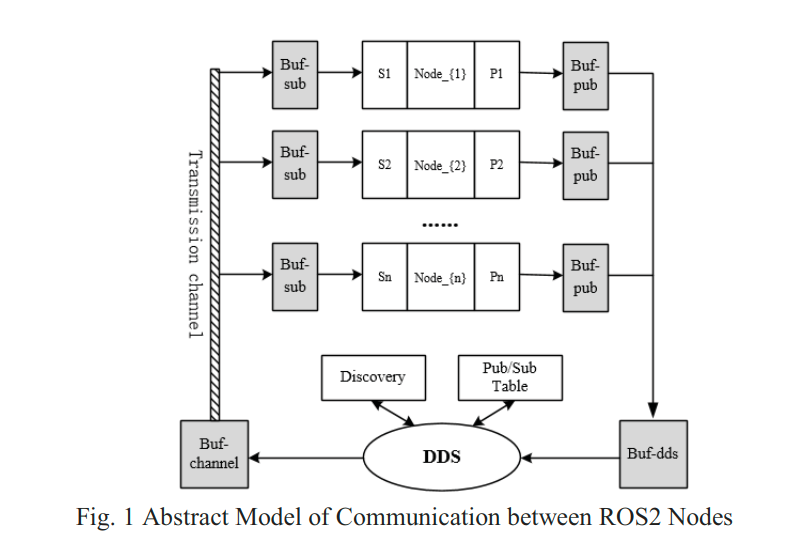 Buf-
sub
S1
Node_{1}
P1
Buf-
pub
Buf-
sub
S2
Node_{2}
P2
Buf-
pub
......
Buf-
sub
Sn
Node_{n}
Pn
Buf-
pub
Transmission channel
Discovery
Pub/Sub
Table
Buf-
channel
DDS
Buf-dds
Fig. 1 Abstract Model of Communication between ROS2 Nodes